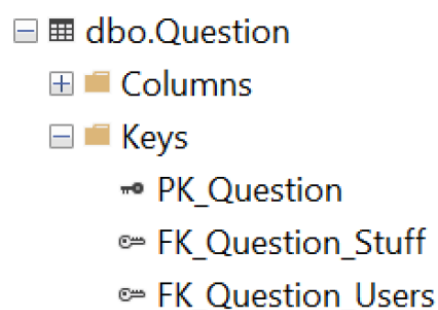 dbo.Question
Columns
Keys
PK_Question
FK_Question_Stuff
FK_Question_Users